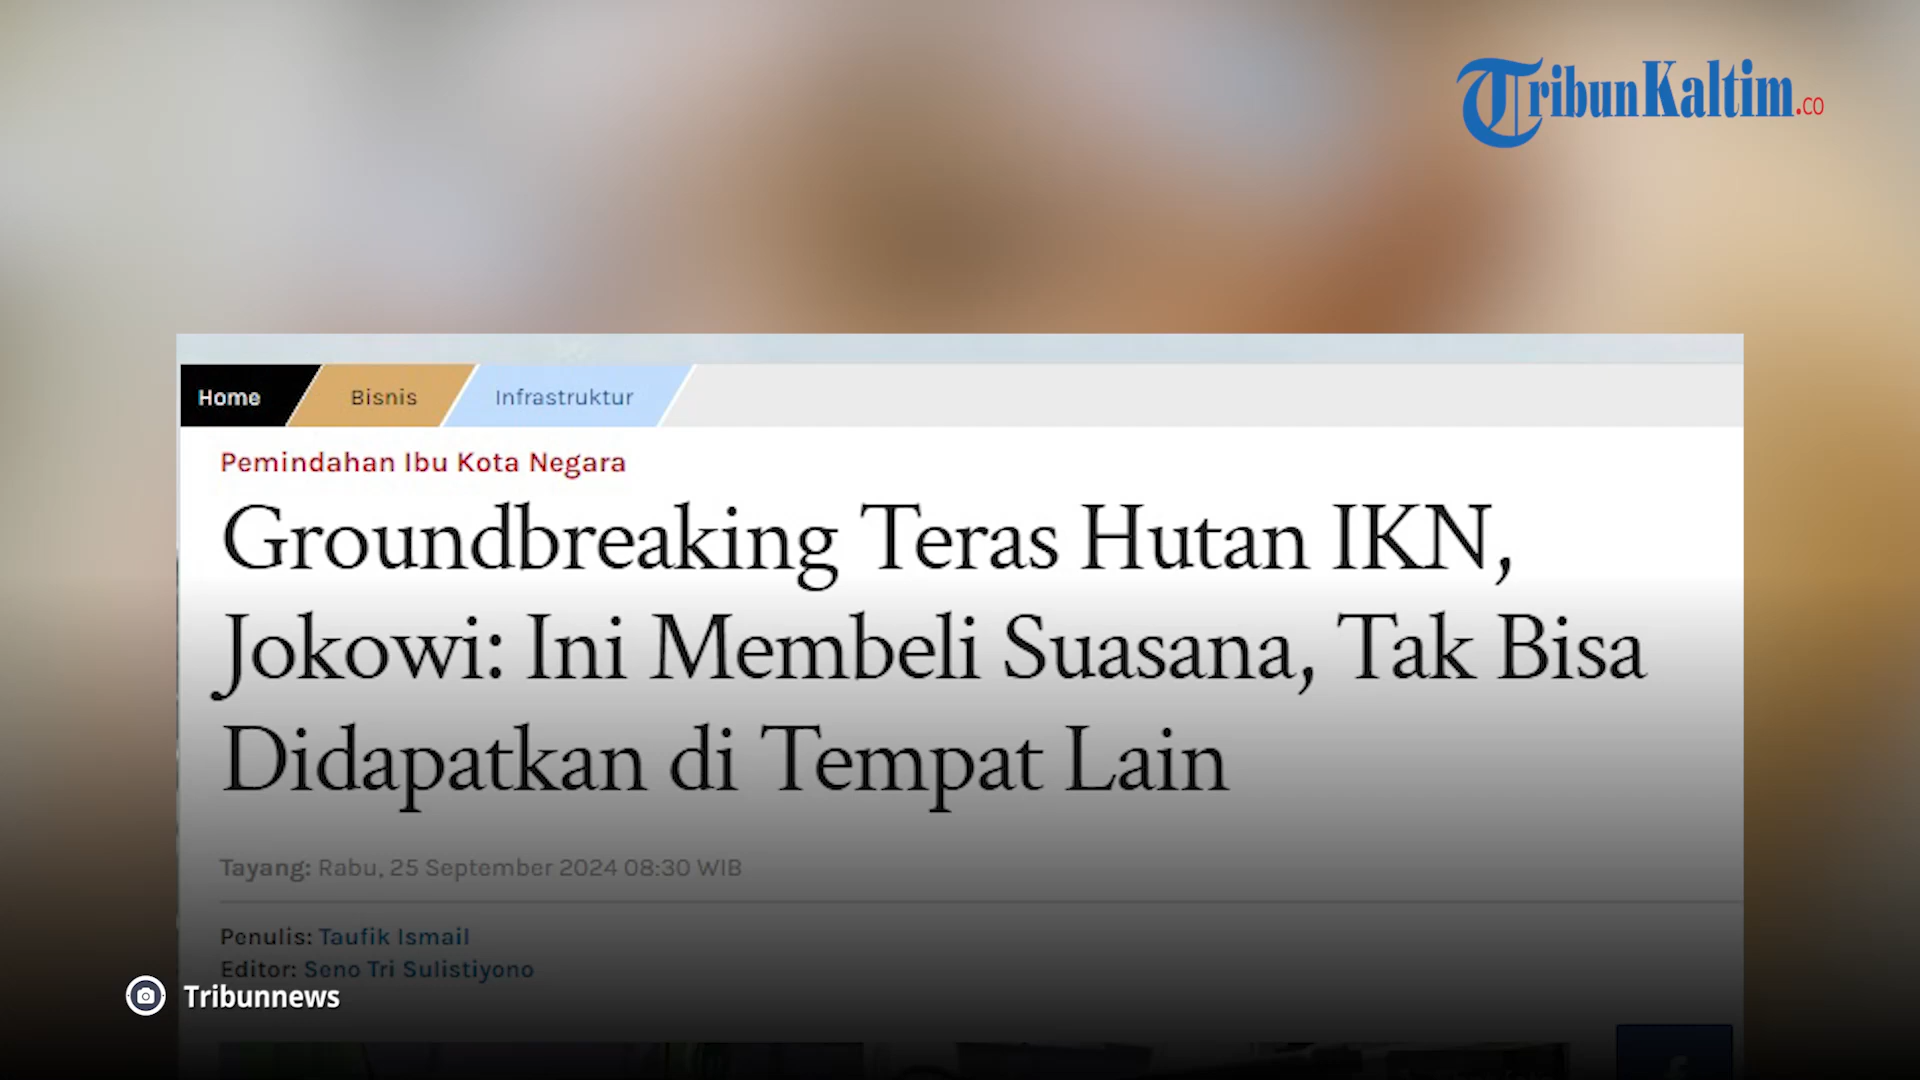 TribunKaltim.co
Home
Bisnis
Infrastruktur
Pemindahan Ibu Kota Negara
Groundbreaking Teras Hutan IKN,
Jokowi: Ini Membeli Suasana, Tak Bisa
Didapatkan di Tempat Lain
Tayang: Rabu, 25 September 2024 08:30 WIB
Penulis: Taufik Ismail
Editor: Seno Tri Sulistiyono
Tribunnews